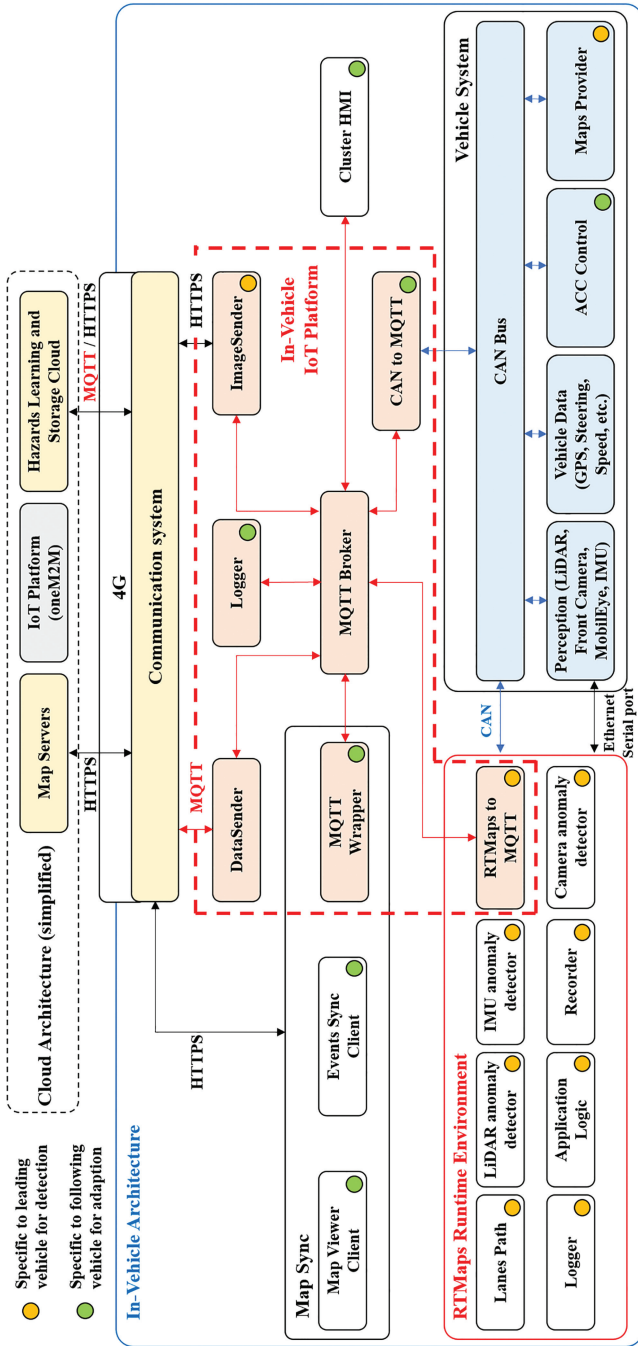 Specific to leading
vehicle for detection
Specific to following
vehicle for adaption
Cloud Architecture (simplified)
Map Servers
IoT Platform
(oneM2M)
Hazards Learning and
Storage Cloud
HTTPS
MQTT / HTTPS
In-Vehicle Architecture
4G
Communication system
HTTPS
MQTT
HTTPS
DataSender
Logger
ImageSender
In-Vehicle
IoT Platform
Map Sync
Map Viewer
Client
Events Sync
Client
MQTT
Wrapper
MQTT Broker
CAN to MQTT
Cluster HMI
RTMaps Runtime Environment
Lanes Path
LiDAR anomaly
detector
IMU anomaly
detector
RTMaps to
MQTT
Logger
Application
Logic
Recorder
Camera anomaly
detector
CAN
Ethernet
Serial port
Vehicle System
CAN Bus
Perception (LiDAR,
Front Camera,
MobilEye, IMU)
Vehicle Data
(GPS, Steering,
Speed, etc.)
ACC Control
Maps Provider